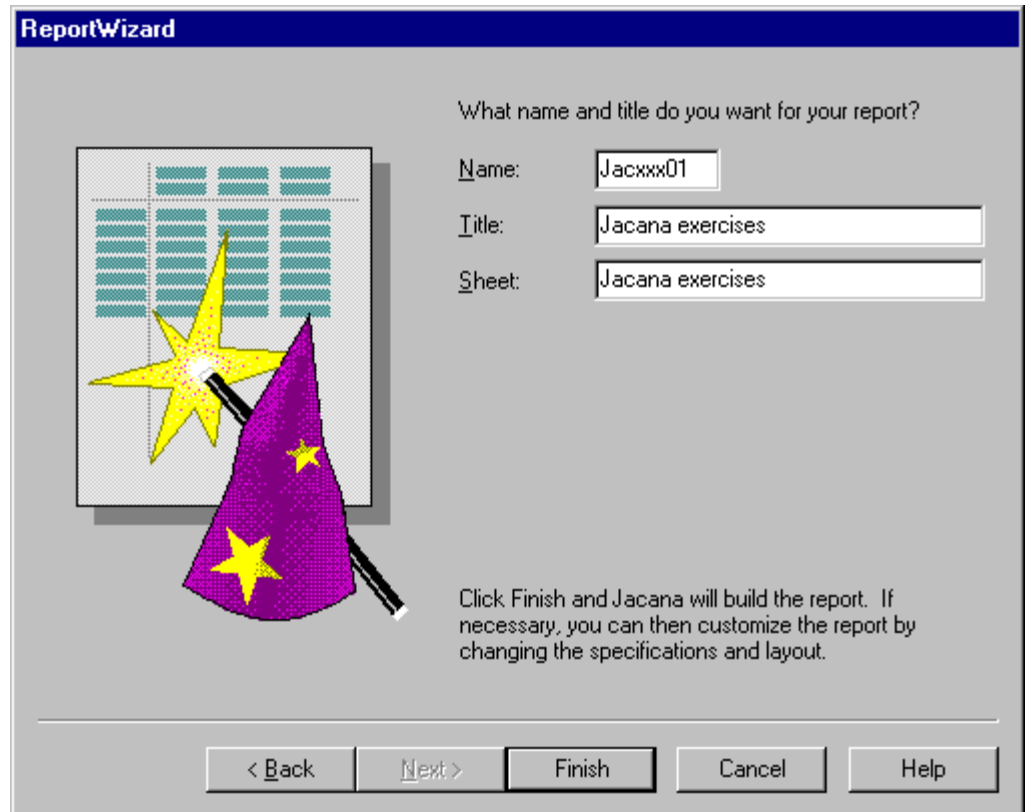 ReportWizard
What name and title do you want for your report?
Name: Jacxxx01
Title: Jacana exercises
Sheet: Jacana exercises
Click Finish and Jacana will build the report. If
necessary, you can then customize the report by
changing the specifications and layout.
< Back Next > Finish Cancel Help